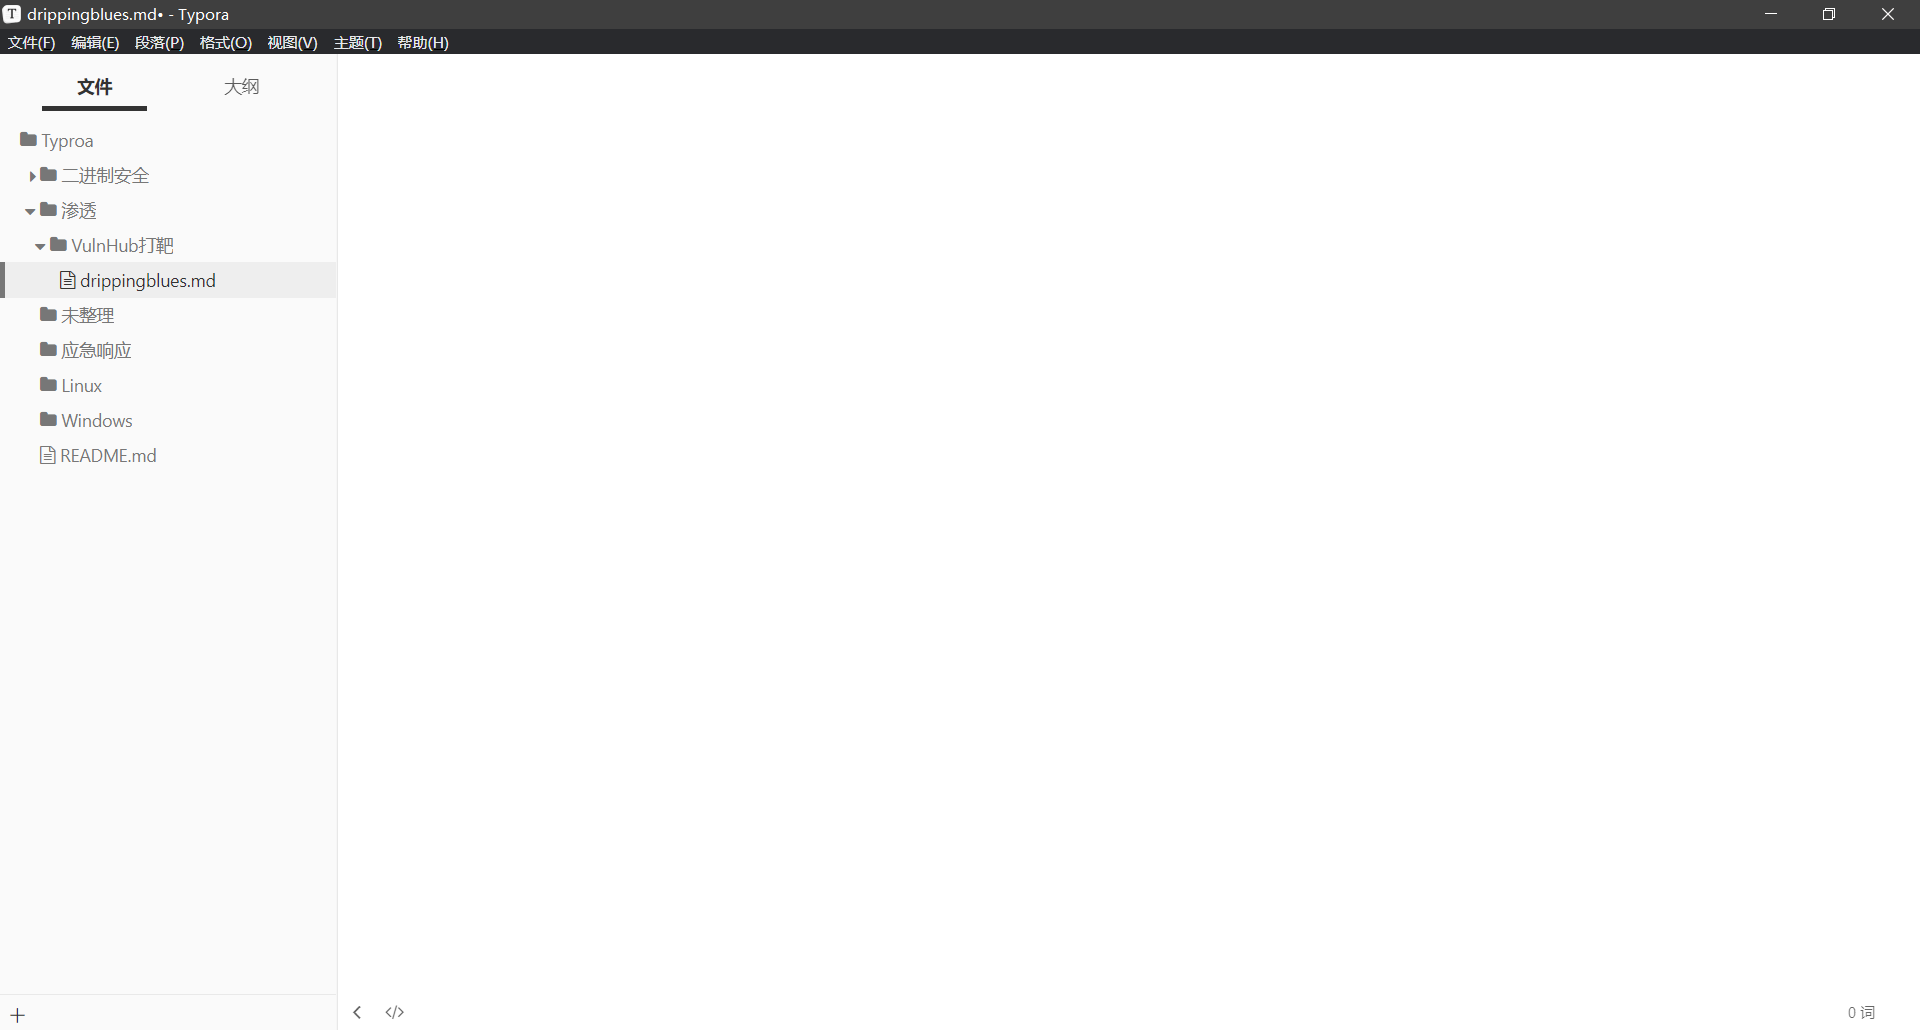 T drippingblues.md• - Typora
文件(F) 编辑(E) 段落(P) 格式(O) 视图(V) 主题(T) 帮助(H)
文件 大纲
Typroa
二进制安全
渗透
VulnHub打靶
drippingblues.md
未整理
应急响应
Linux
Windows
README.md
</>
0 词